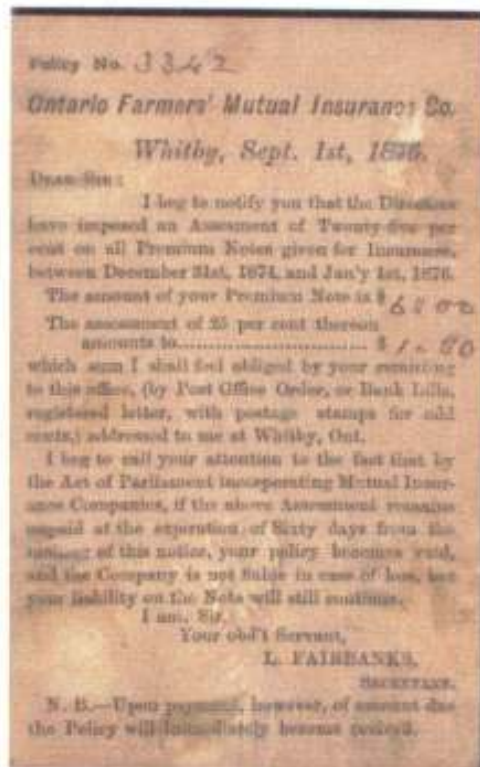 Policy No. 3342
Ontario Farmers' Mutual Insurance Co.
Whitby, Sept. 1st, 1876.
DEAR SIR:
I beg to notify you that the Directors
have imposed an Assessment of Twenty-five per
cent on all Premium Notes given for Insurance,
between December 31st, 1874, and Jan'y 1st, 1876.
The amount of your Premium Note is $
The assessment of 25 per cent thereon
amounts to.............................. $
which sum I shall feel obliged by your remitting
to this office, (by Post Office Order, or Bank bills,
registered letter, with postage stamps for odd
cents,) addressed to me at Whitby, Ont.
I beg to call your attention to the fact that by
the Act of Parliament incorporating Mutual Insur-
ance Companies, if the above Assessment remains
unpaid at the expiration of Sixty days from the
of this notice, your policy becomes void,
and the Company is not liable in case of loss, but
your liability on the Note will still continue.
I am, Sir,
Your obd't Servant,
L. FAIRBANKS,
SECRETARY.
N. B.—Upon payment, however, of amount due
the Policy will immediately become revived.